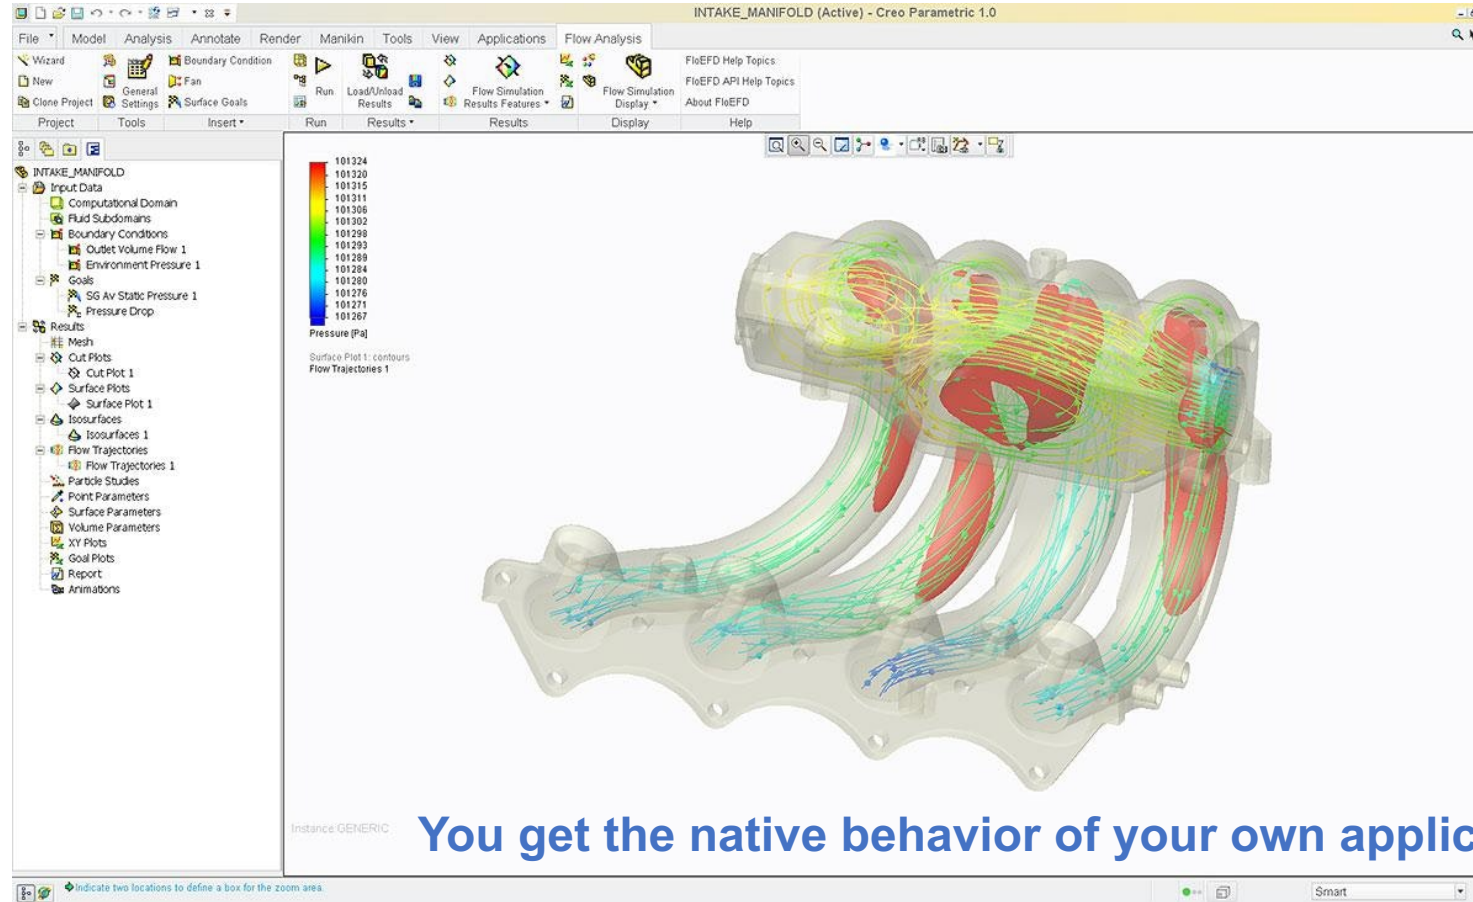 INTAKE_MANIFOLD (Active) - Creo Parametric 1.0
File Model Analysis Annotate Render Manikin Tools View Applications Flow Analysis
Wizard
New
Clone Project
General Settings
Boundary Condition
Fan
Surface Goals
Run
Load/Unload Results
Flow Simulation Results Features
Flow Simulation Display
FloEFD Help Topics
FloEFD API Help Topics
About FloEFD
Project Tools Insert Run Results Results Display Help
INTAKE_MANIFOLD
Input Data
Computational Domain
Fluid Subdomains
Boundary Conditions
Outlet Volume Flow 1
Environment Pressure 1
Goals
SG Av Static Pressure 1
Pressure Drop
Results
Mesh
Cut Plots
Cut Plot 1
Surface Plots
Surface Plot 1
Isosurfaces
Isosurfaces 1
Flow Trajectories
Flow Trajectories 1
Particle Studies
Point Parameters
Surface Parameters
Volume Parameters
XY Plots
Goal Plots
Report
Animations
101324
101320
101315
101311
101306
101302
101298
101293
101289
101284
101280
101276
101271
101267
Pressure [Pa]
Surface Plot 1: contours
Flow Trajectories 1
Instance:GENERIC
You get the native behavior of your own applic
Indicate two locations to define a box for the zoom area.
Smart